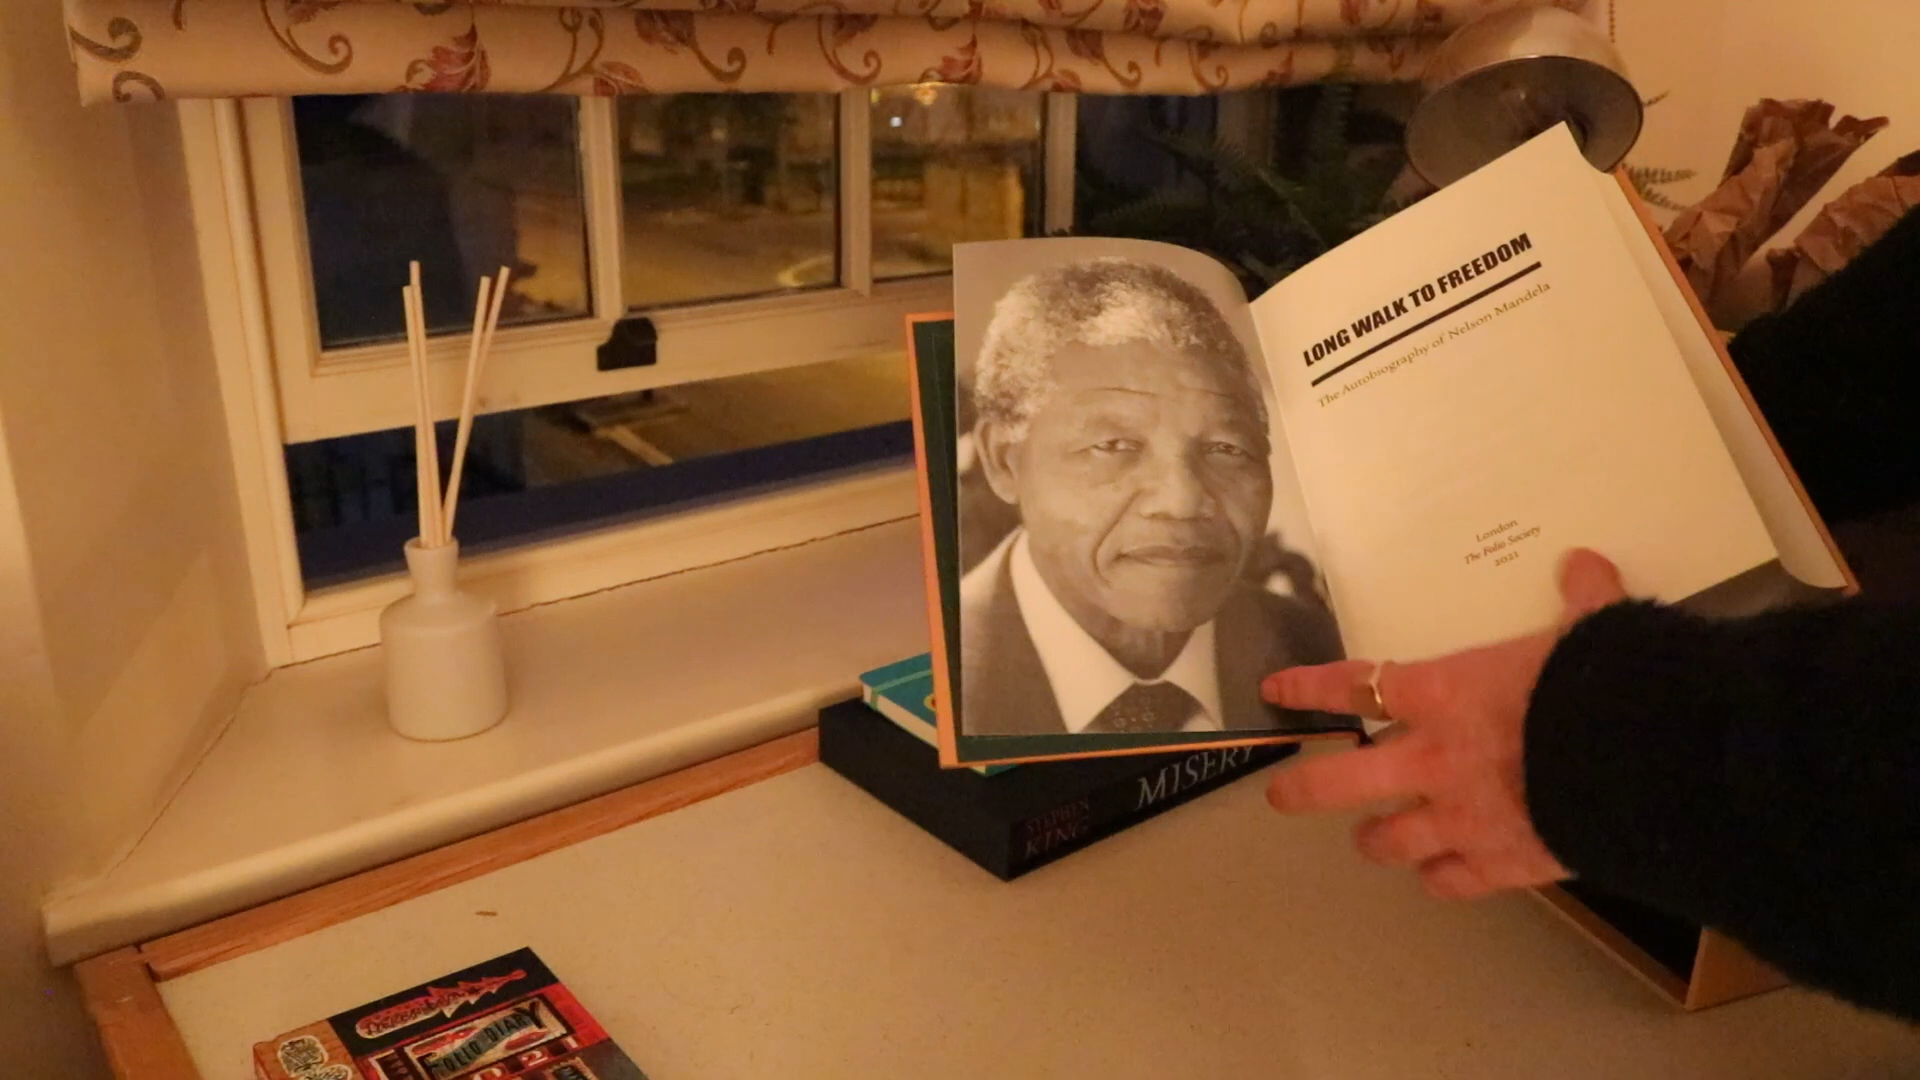 LONG WALK TO FREEDOM
The Autobiography of Nelson Mandela
London
The Folio Society
2021
MISERY
STEPHEN
KING
FOLIO DIARY